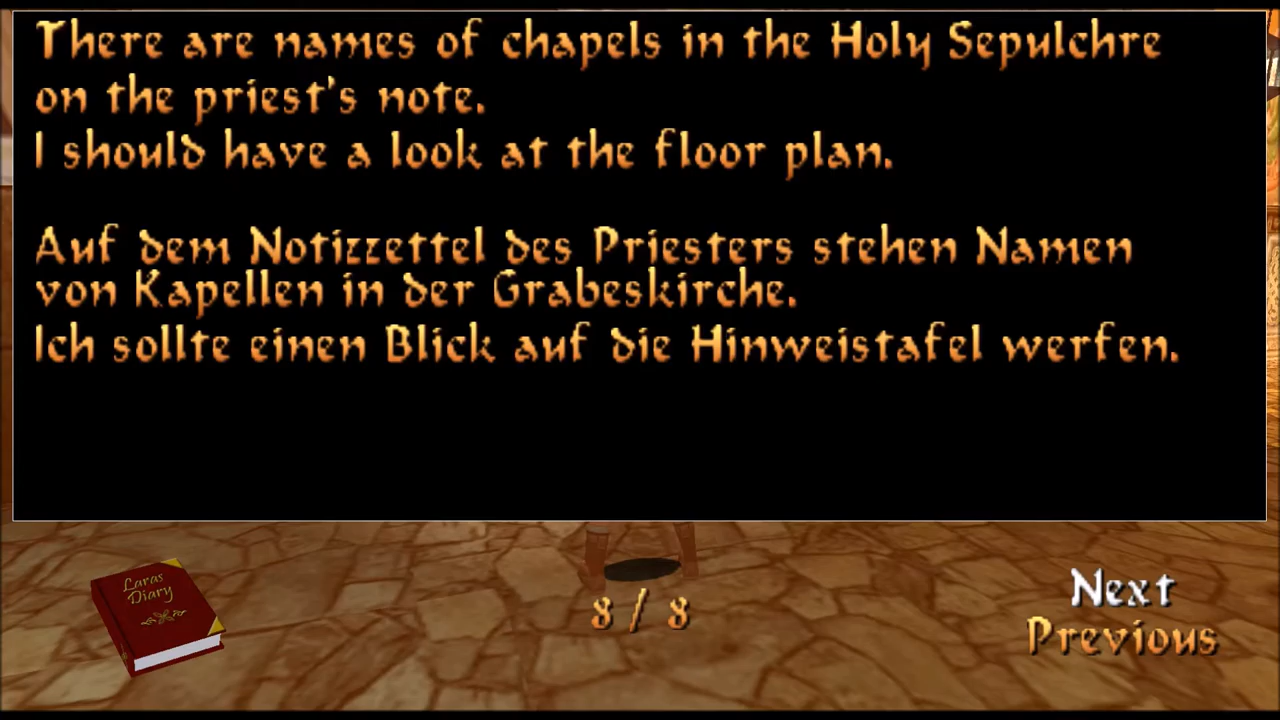 There are names of chapels in the Holy Sepulchre
on the priest's note.
I should have a look at the floor plan.
Auf dem Notizzettel des Priesters stehen Namen
von Kapellen in der Grabeskirche.
Ich sollte einen Blick auf die Hinweistafel werfen.
Laras
Diary
8 / 8
Next
Previous